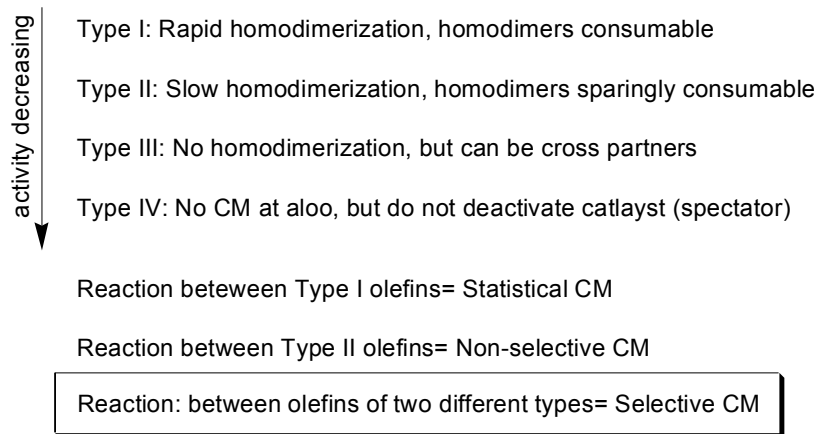 activity decreasing
Type I: Rapid homodimerization, homodimers consumable
Type II: Slow homodimerization, homodimers sparingly consumable
Type III: No homodimerization, but can be cross partners
Type IV: No CM at aloo, but do not deactivate catlayst (spectator)
Reaction beteween Type I olefins= Statistical CM
Reaction between Type II olefins= Non-selective CM
Reaction: between olefins of two different types= Selective CM